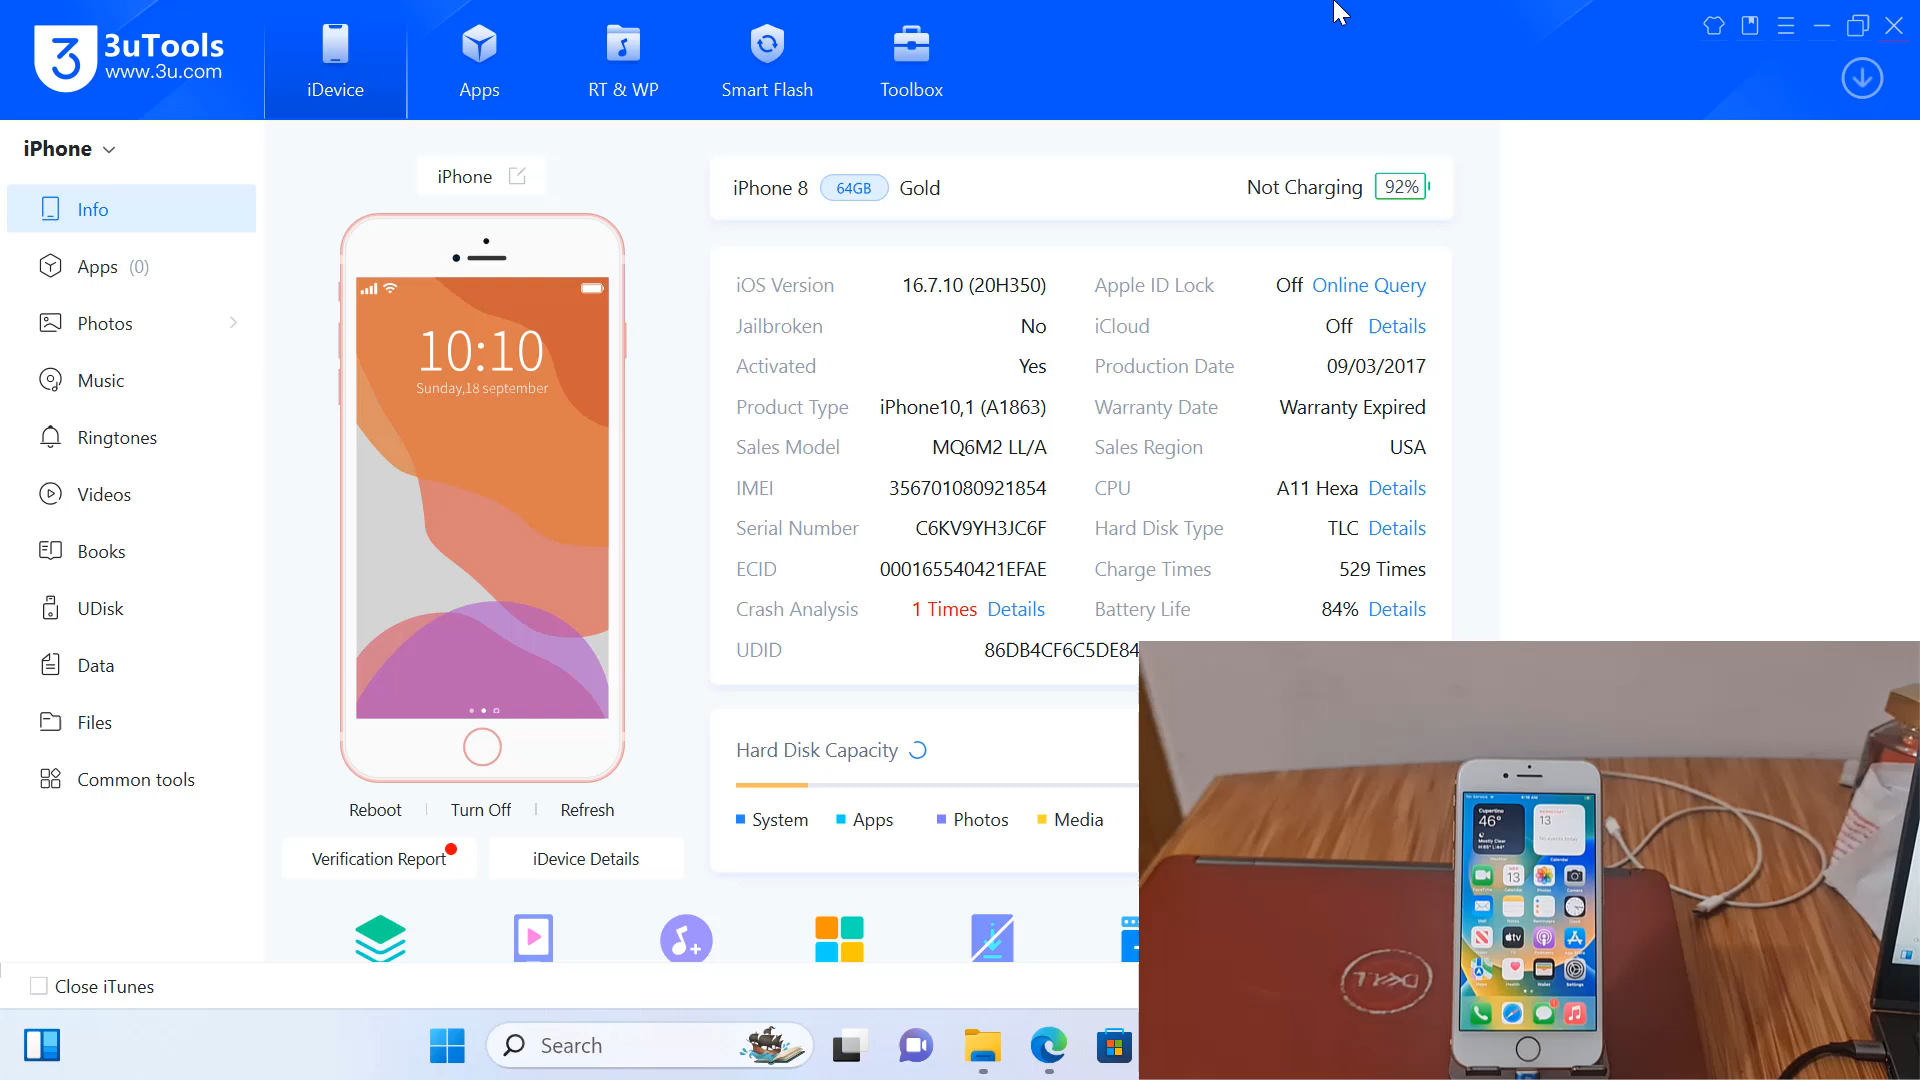 3uTools
www.3u.com
iDevice
Apps
RT & WP
Smart Flash
Toolbox
iPhone
Info
Apps (0)
Photos
Music
Ringtones
Videos
Books
UDisk
Data
Files
Common tools
iPhone
10:10
Sunday,18 september
Reboot
Turn Off
Refresh
Verification Report
iDevice Details
iPhone 8 64GB Gold
Not Charging 92%
iOS Version 16.7.10 (20H350) Apple ID Lock Off Online Query
Jailbroken No iCloud Off Details
Activated Yes Production Date 09/03/2017
Product Type iPhone10,1 (A1863) Warranty Date Warranty Expired
Sales Model MQ6M2 LL/A Sales Region USA
IMEI 356701080921854 CPU A11 Hexa Details
Serial Number C6KV9YH3JC6F Hard Disk Type TLC Details
ECID 000165540421EFAE Charge Times 529 Times
Crash Analysis 1 Times Details Battery Life 84% Details
UDID 86DB4CF6C5DE84
Hard Disk Capacity
System Apps Photos Media
Close iTunes
Search
Cupertino
46°
13
13
DELL